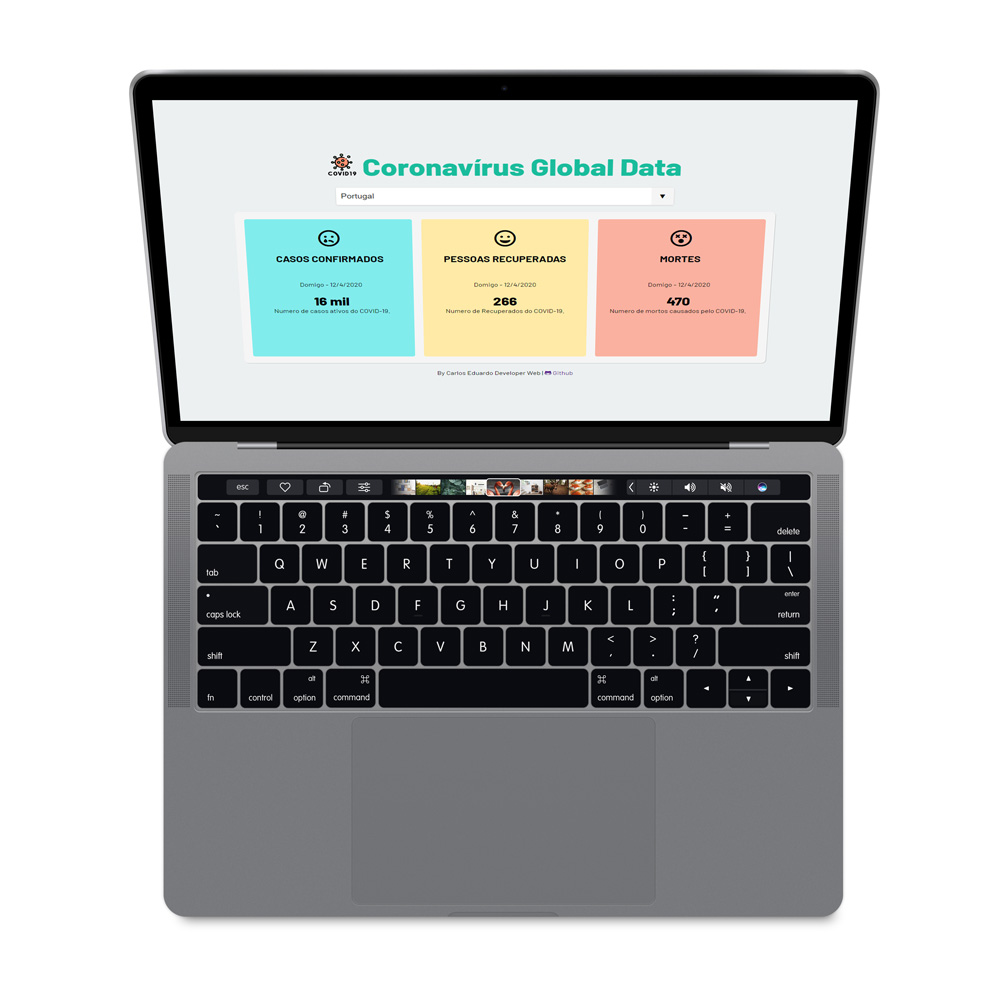 COVID19
Coronavírus Global Data
Portugal
CASOS CONFIRMADOS
Domigo - 12/4/2020
16 mil
Numero de casos ativos do COVID-19.
PESSOAS RECUPERADAS
Domigo - 12/4/2020
266
Numero de Recuperados do COVID-19.
MORTES
Domigo - 12/4/2020
470
Numero de mortos causados pelo COVID-19.
By Carlos Eduardo Developer Web | Github
esc
~ ! @ # $ % ^ & * ( ) – +
` 1 2 3 4 5 6 7 8 9 0 - = delete
tab Q W E R T Y U I O P { [ } ] | \
caps lock A S D F G H J K L : ; “ ‘ enter return
shift Z X C V B N M < , > . ? / shift
fn control alt option ⌘ command ⌘ command alt option